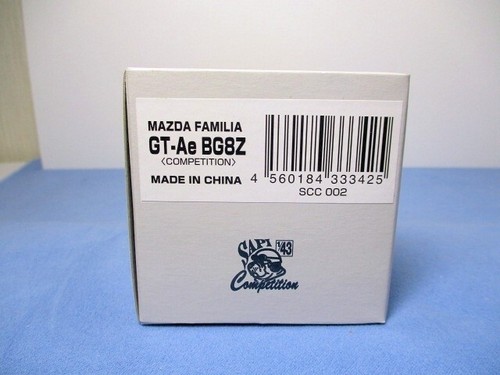 MAZDA FAMILIA
GT-Ae BG8Z
〈COMPETITION〉
MADE IN CHINA
4 560184 333425
SCC 002
SAPI 1/43
Competition